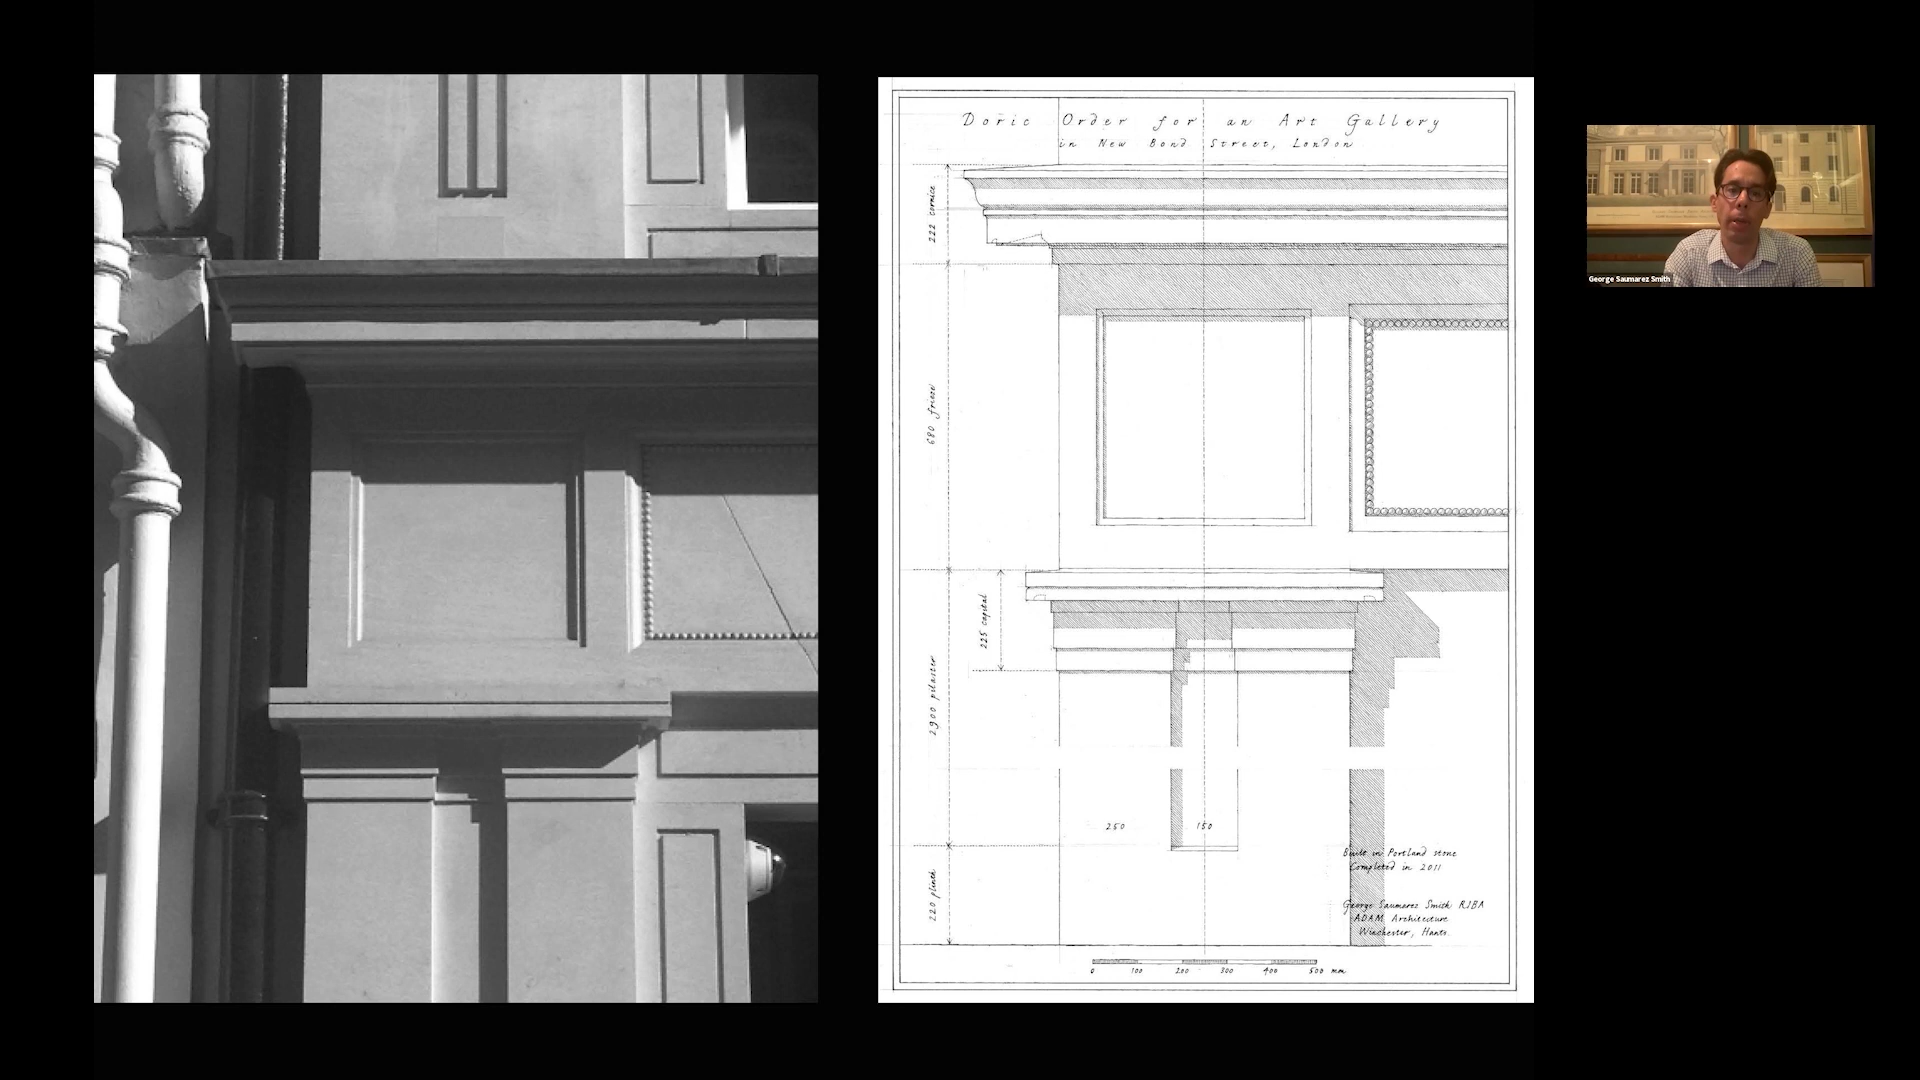 Doric Order for an Art Gallery
in New Bond Street, London
222 cornice
680 frieze
225 capital
2900 pilaster
250
150
220 plinth
Built in Portland stone
Completed in 2011
George Saumarez Smith RIBA
ADAM Architecture
Winchester, Hants.
0 100 200 300 400 500 mm
George Saumarez Smith